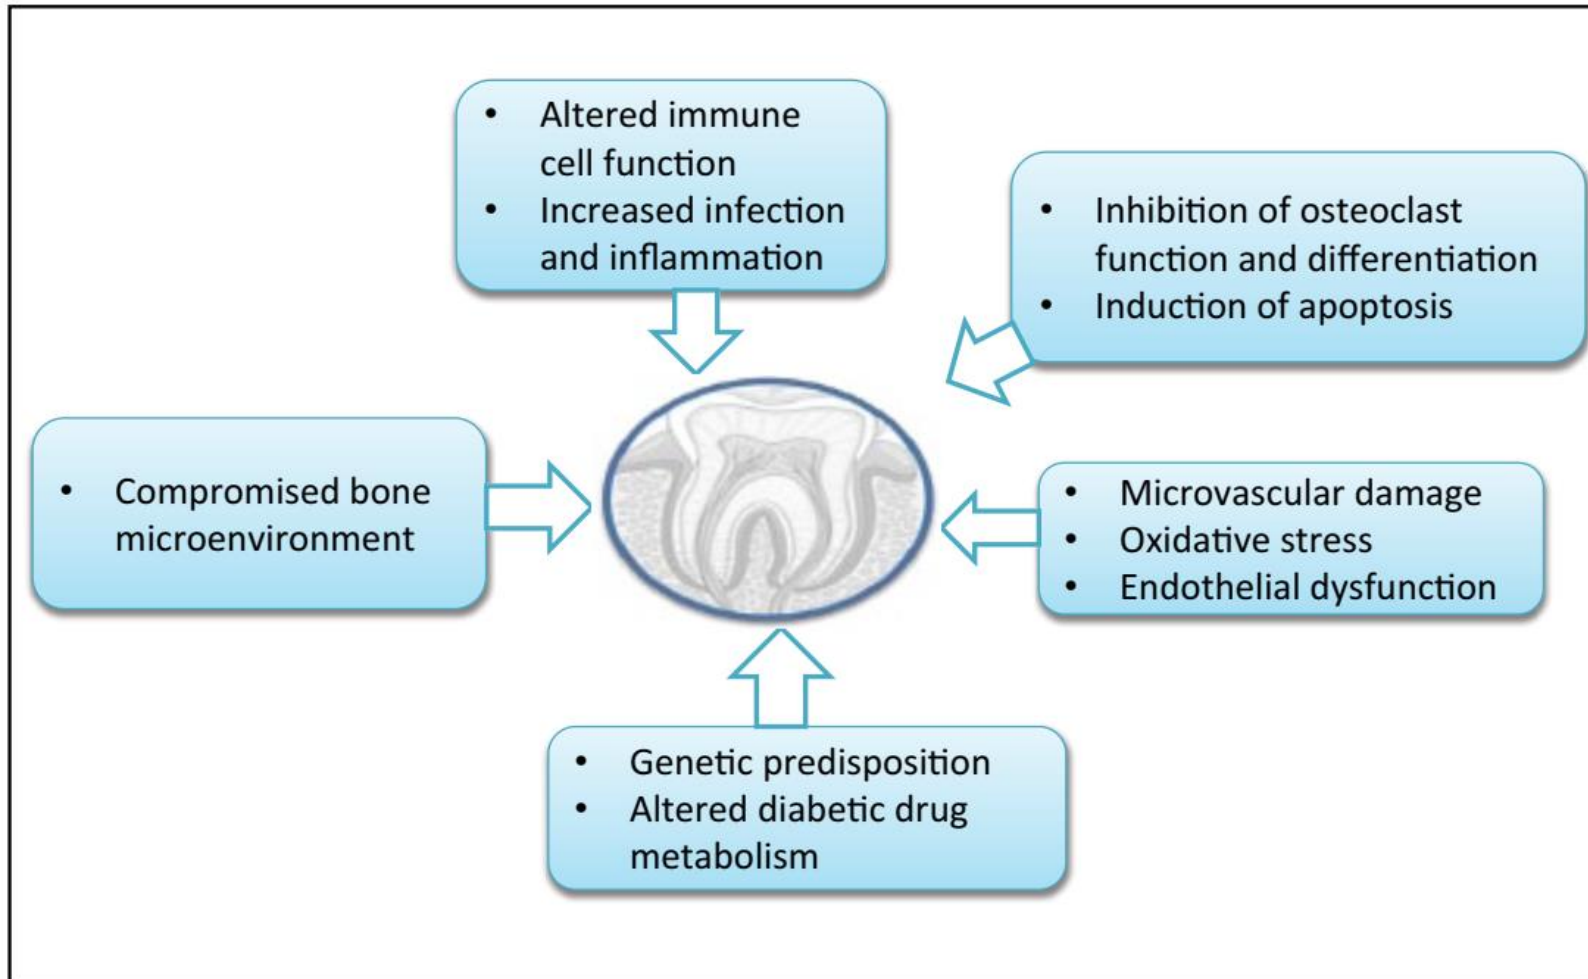 • Altered immune
cell function
• Increased infection
and inflammation
• Inhibition of osteoclast
function and differentiation
• Induction of apoptosis
• Compromised bone
microenvironment
• Microvascular damage
• Oxidative stress
• Endothelial dysfunction
• Genetic predisposition
• Altered diabetic drug
metabolism